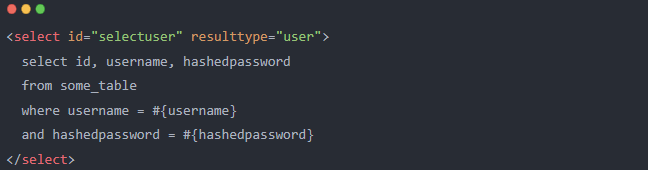 <select id="selectuser" resulttype="user">
select id, username, hashedpassword
from some_table
where username = #{username}
and hashedpassword = #{hashedpassword}
</select>